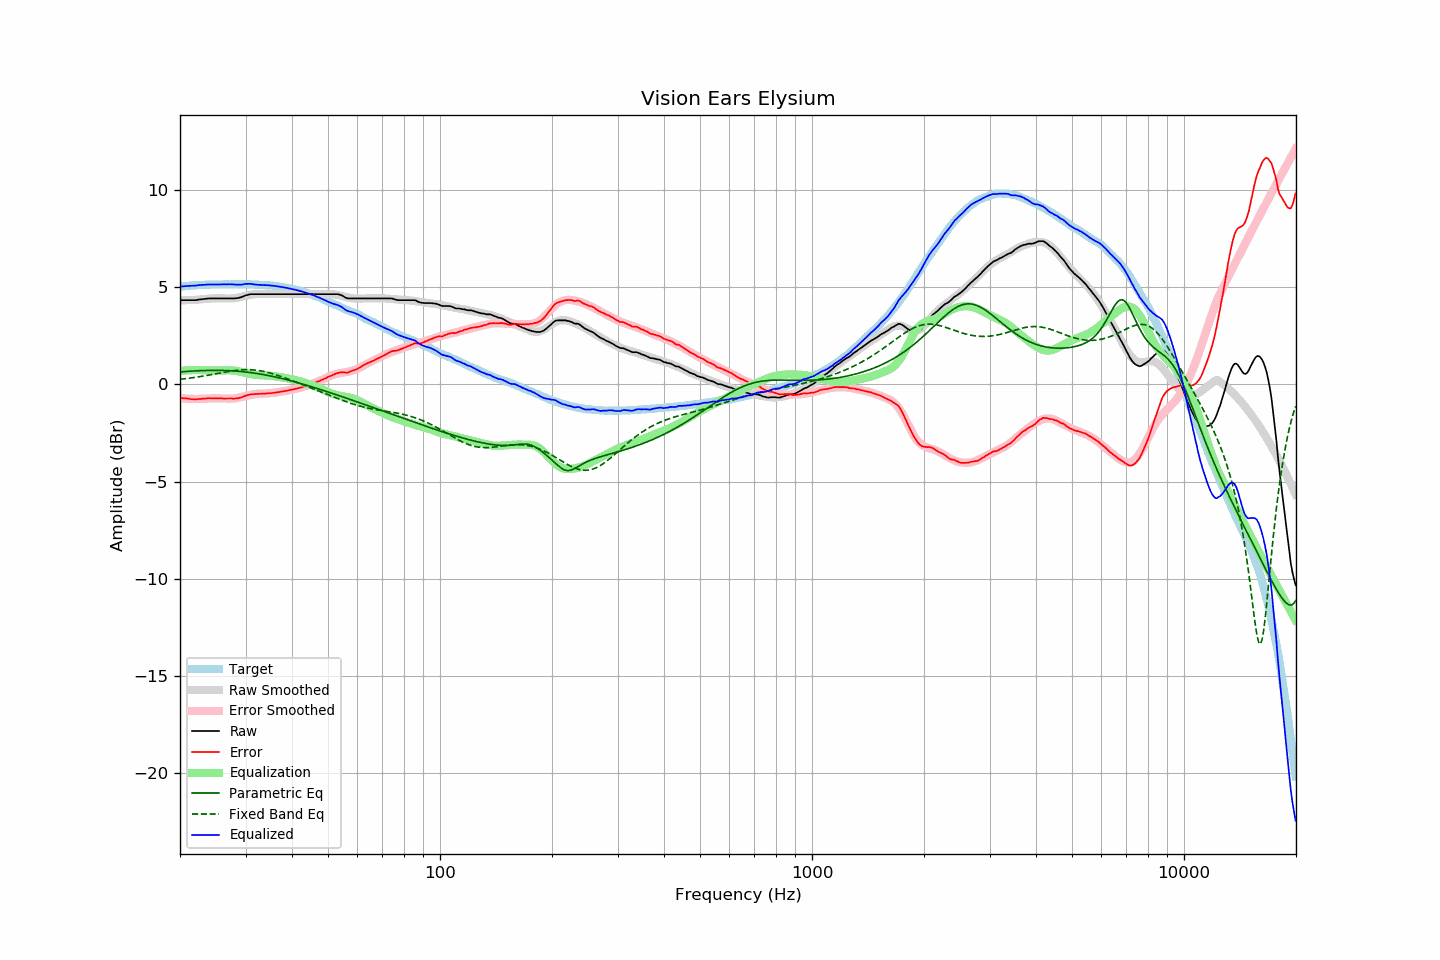 Vision Ears Elysium
Amplitude (dBr)
10
5
0
−5
−10
−15
−20
Target
Raw Smoothed
Error Smoothed
Raw
Error
Equalization
Parametric Eq
Fixed Band Eq
Equalized
100
1000
10000
Frequency (Hz)